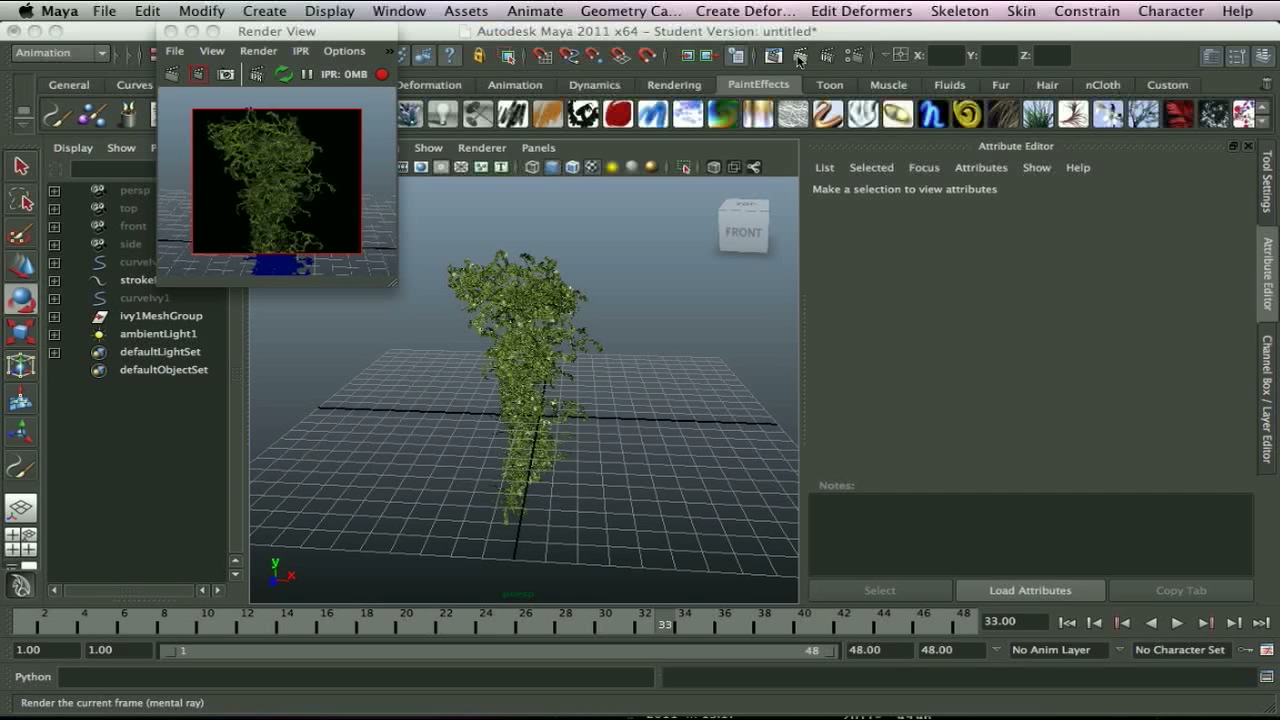 Maya File Edit Modify Create Display Window Assets Animate Geometry Ca... Create Defor... Edit Deformers Skeleton Skin Constrain Character Help
Render View
Autodesk Maya 2011 x64 - Student Version: untitled*
Animation
X: Y: Z:
File View Render IPR Options »
IPR: 0MB
General Curves Deformation Animation Dynamics Rendering PaintEffects Toon Muscle Fluids Fur Hair nCloth Custom
Display Show
Show Renderer Panels
Attribute Editor
List Selected Focus Attributes Show Help
Make a selection to view attributes
persp
top
front
side
ivy1MeshGroup
ambientLight1
defaultLightSet
defaultObjectSet
curveIvy1
FRONT
y
x
persp
Tool Settings
Attribute Editor
Channel Box / Layer Editor
Notes:
Select Load Attributes Copy Tab
2 4 6 8 10 12 14 16 18 20 22 24 26 28 30 32 33 34 36 38 40 42 44 46 48
33.00
1.00 1.00 1 48 48.00 48.00 No Anim Layer No Character Set
Python
Render the current frame (mental ray)